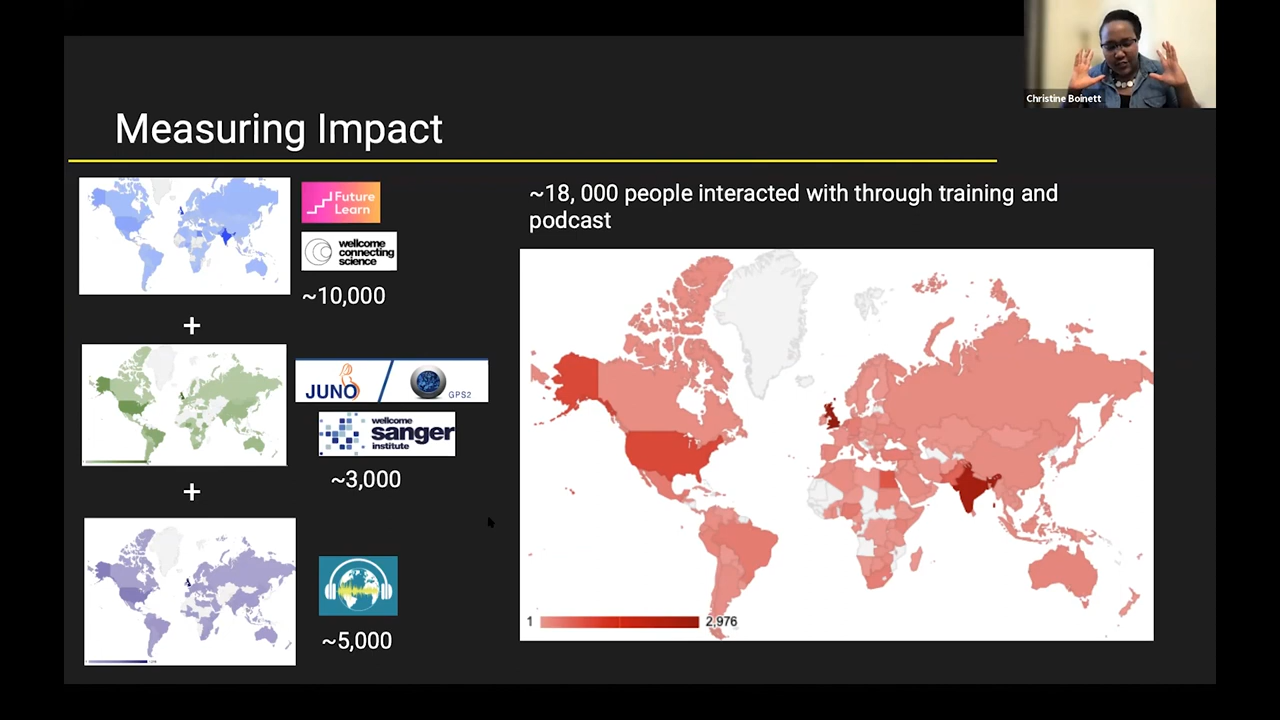 Christine Boinett
Measuring Impact
Future
Learn
wellcome
connecting
science
~10,000
+
JUNO
GPS2
wellcome
sanger
institute
~3,000
+
~5,000
~18, 000 people interacted with through training and
podcast
1
2,976